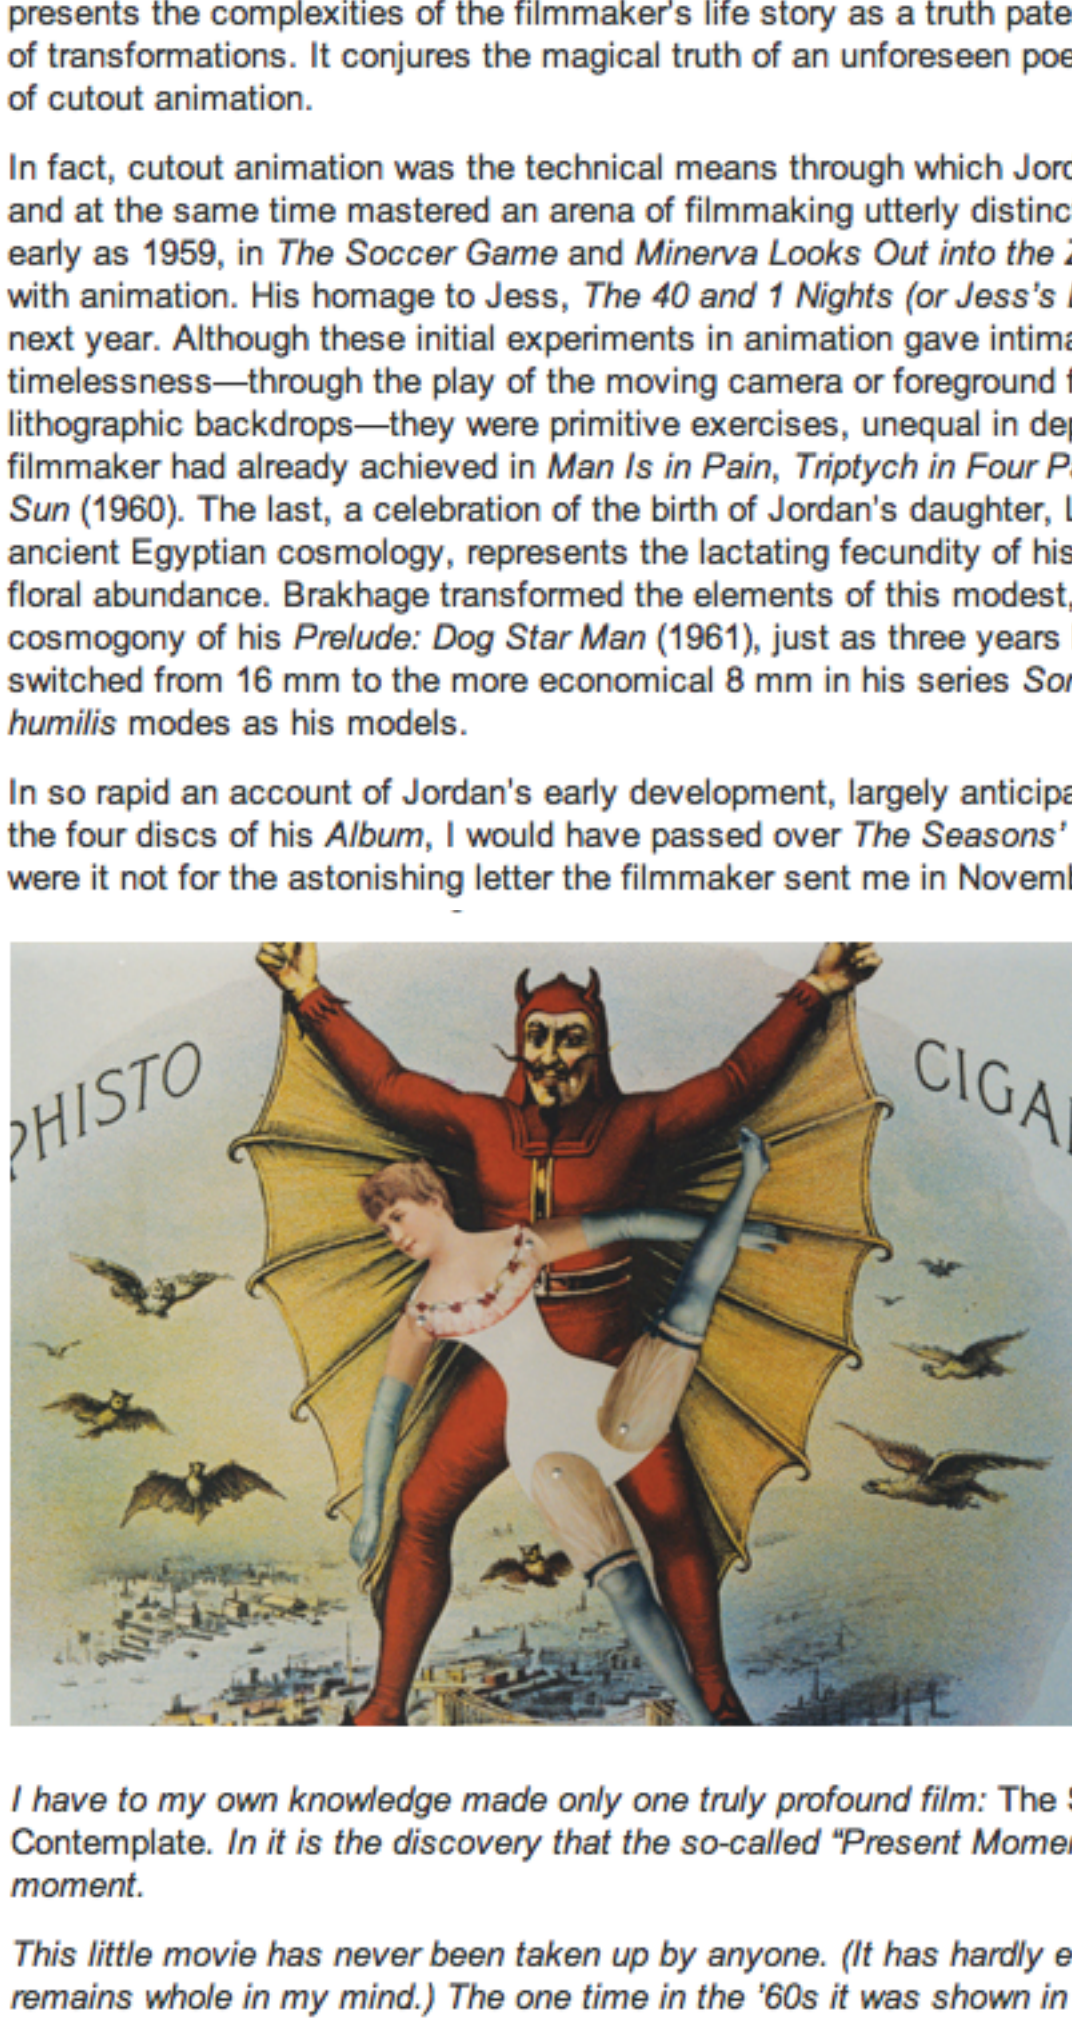 presents the complexities of the filmmaker's life story as a truth
of transformations. It conjures the magical truth of an unforeseen
of cutout animation.
In fact, cutout animation was the technical means through which
and at the same time mastered an arena of filmmaking utterly
early as 1959, in The Soccer Game and Minerva Looks Out into the
with animation. His homage to Jess, The 40 and 1 Nights (or Jess's
next year. Although these initial experiments in animation gave
timelessness—through the play of the moving camera or foreground
lithographic backdrops—they were primitive exercises, unequal in
filmmaker had already achieved in Man Is in Pain, Triptych in Four
Sun (1960). The last, a celebration of the birth of Jordan's daughter,
ancient Egyptian cosmology, represents the lactating fecundity of his
floral abundance. Brakhage transformed the elements of this modest,
cosmogony of his Prelude: Dog Star Man (1961), just as three years
switched from 16 mm to the more economical 8 mm in his series
humilis modes as his models.
In so rapid an account of Jordan's early development, largely
the four discs of his Album, I would have passed over The Seasons'
were it not for the astonishing letter the filmmaker sent me in
PHISTO
CIGA
I have to my own knowledge made only one truly profound film: The
Contemplate. In it is the discovery that the so-called “Present
moment.
This little movie has never been taken up by anyone. (It has hardly
remains whole in my mind.) The one time in the '60s it was shown in